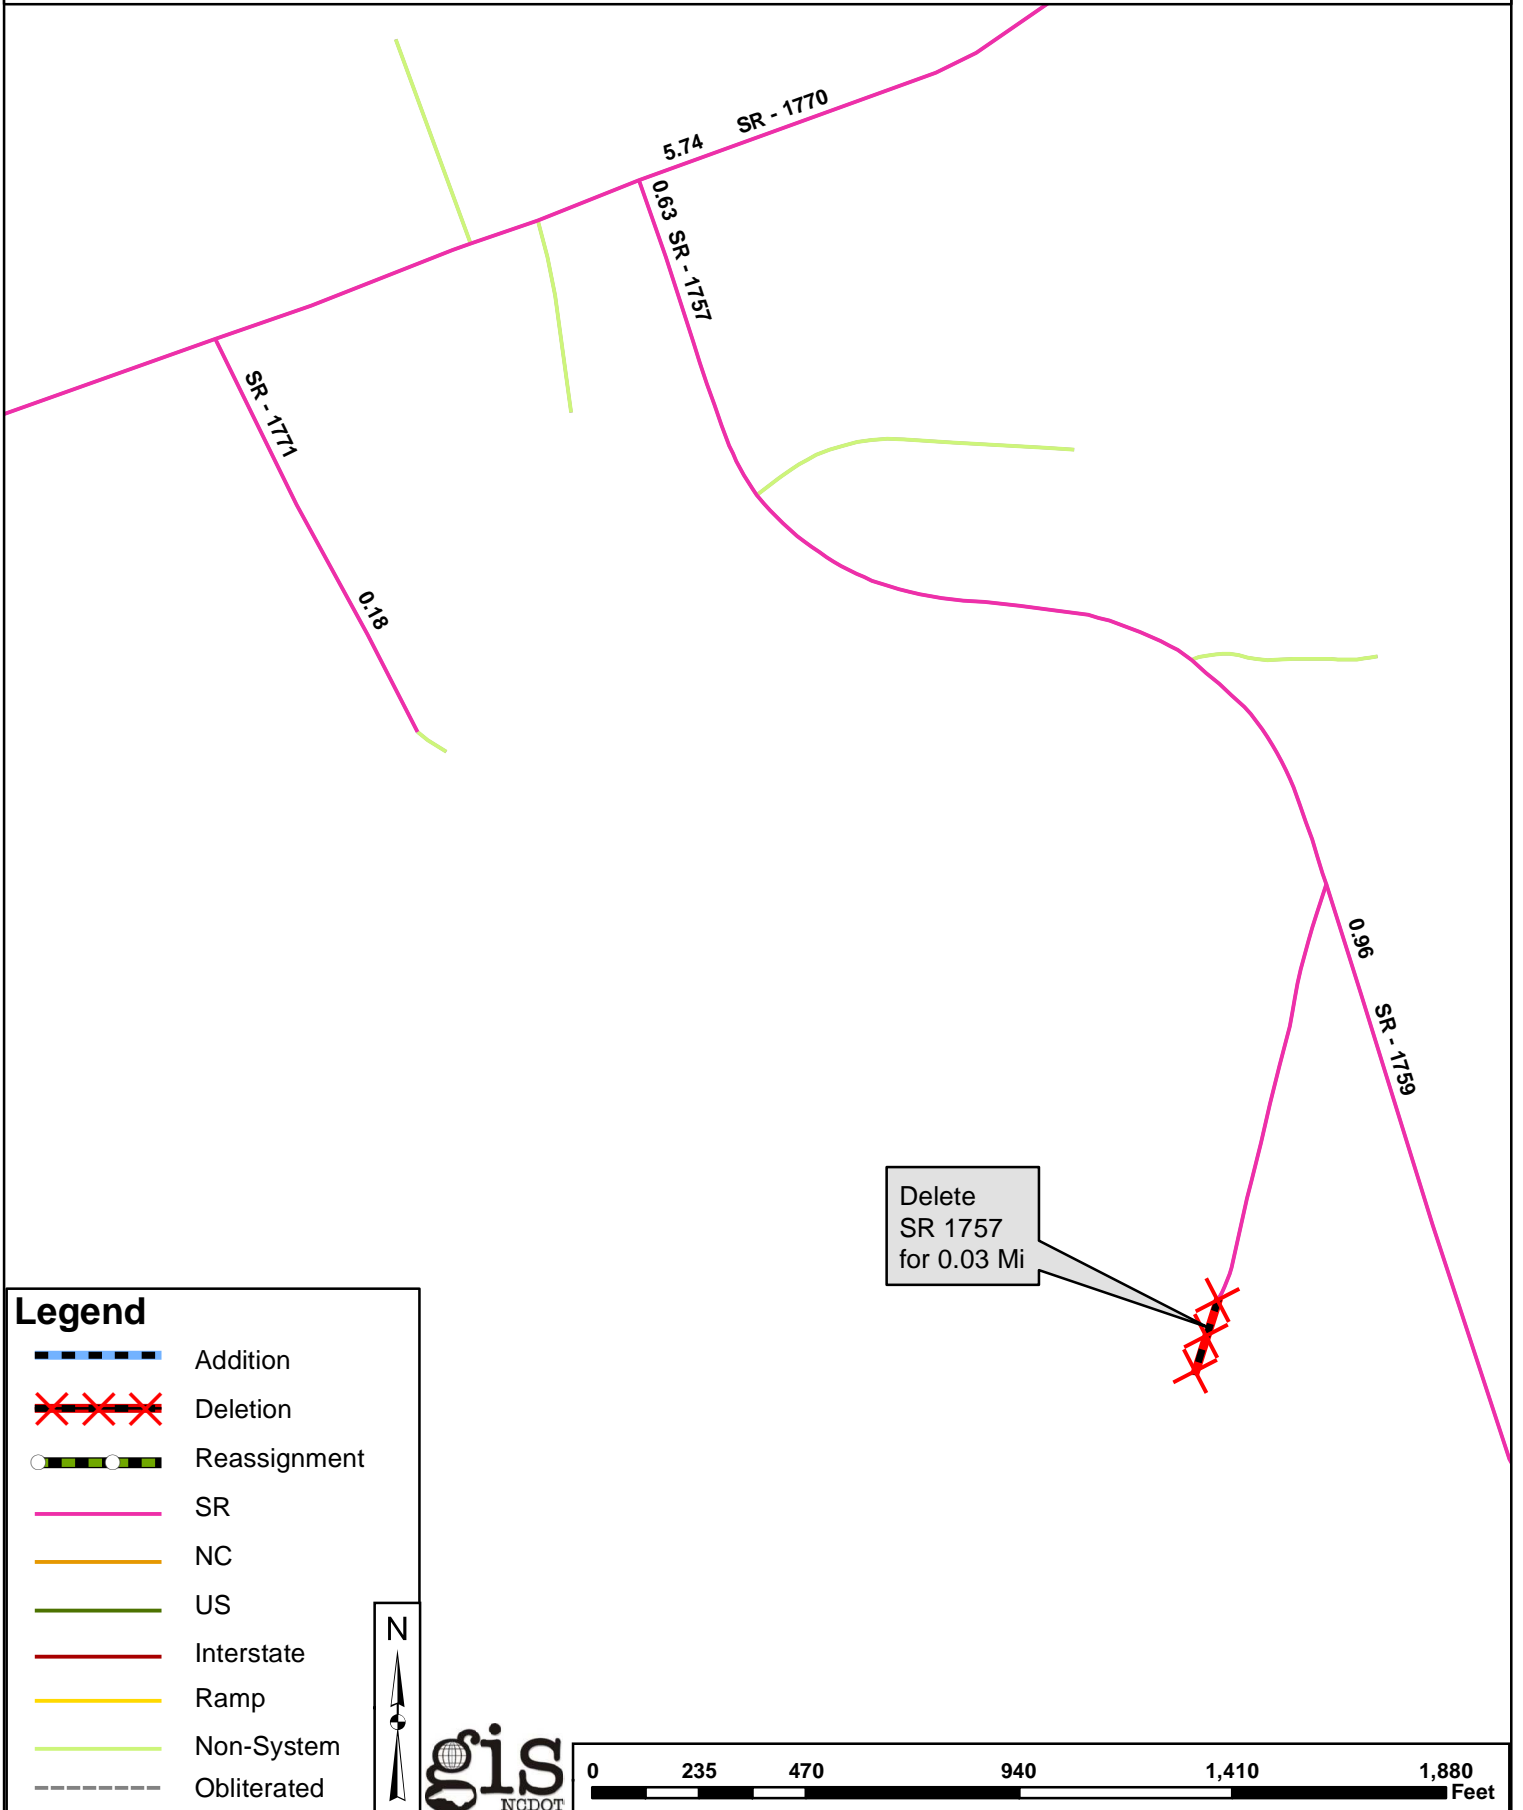 SR - 1770
5.74
0.63 SR - 1757
SR - 1771
0.18
0.96
SR - 1759
Delete
SR 1757
for 0.03 Mi
Legend
Addition
Deletion
Reassignment
SR
NC
US
Interstate
Ramp
Non-System
Obliterated
N
gis
NCDOT
0 235 470 940 1,410 1,880
Feet